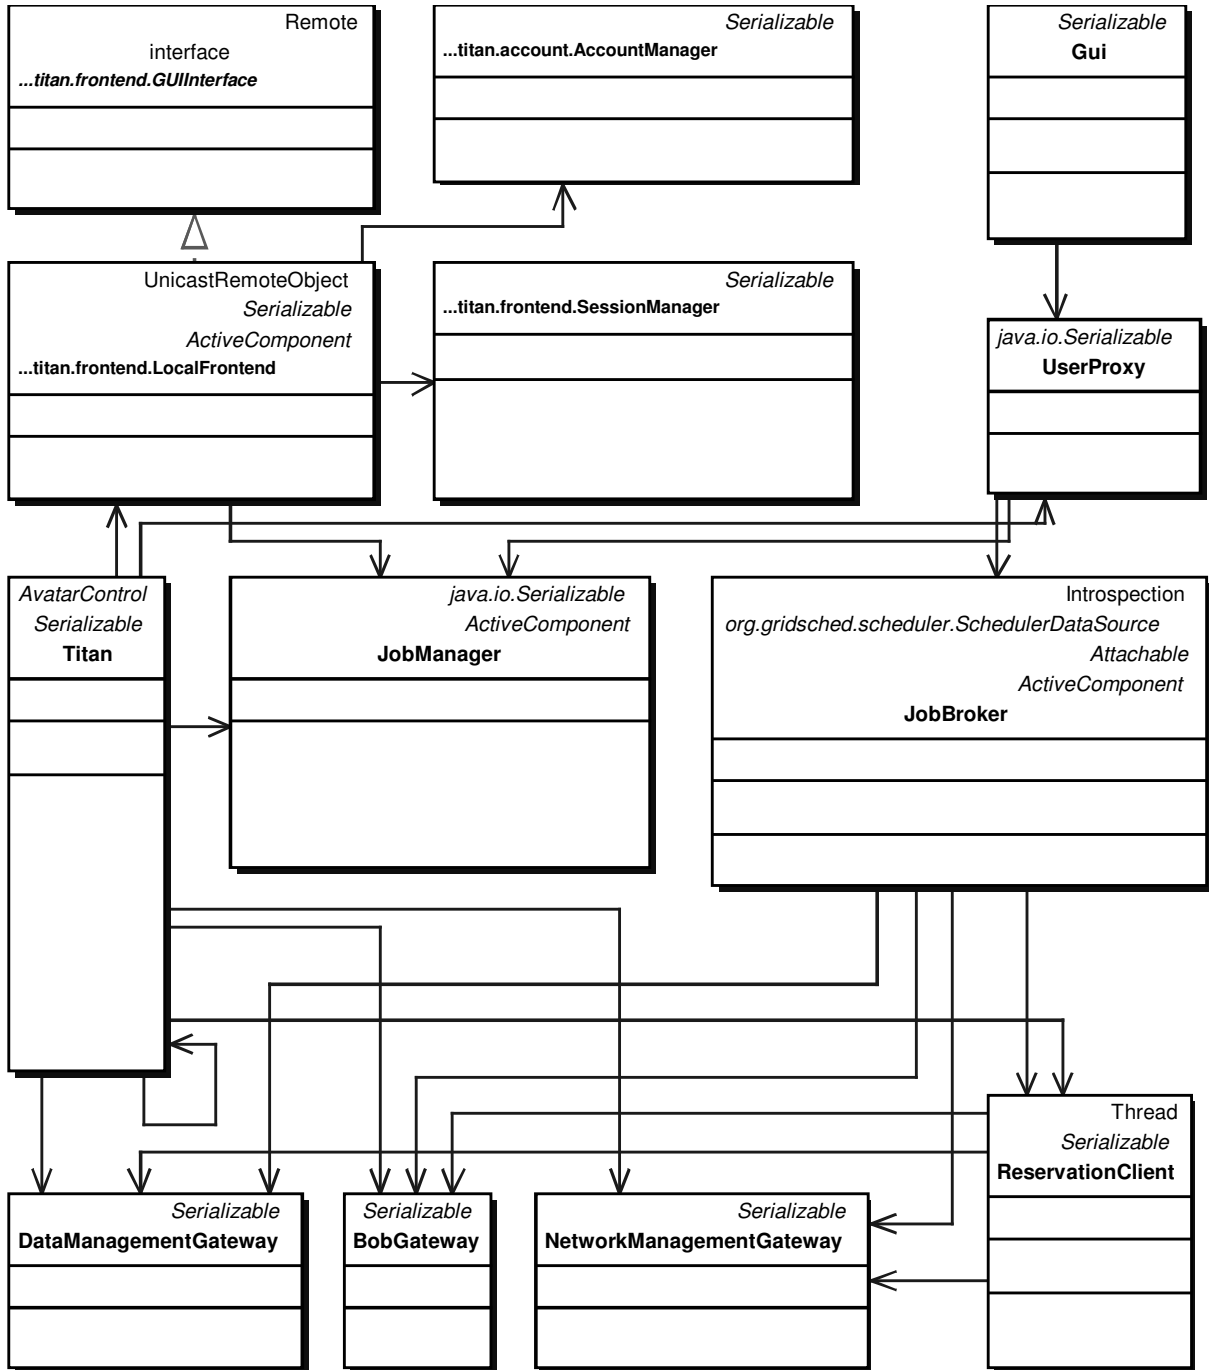 Remote
interface
...titan.frontend.GUIInterface
Serializable
...titan.account.AccountManager
Serializable
Gui
UnicastRemoteObject
Serializable
ActiveComponent
...titan.frontend.LocalFrontend
Serializable
...titan.frontend.SessionManager
java.io.Serializable
UserProxy
AvatarControl
Serializable
Titan
java.io.Serializable
ActiveComponent
JobManager
Introspection
org.gridsched.scheduler.SchedulerDataSource
Attachable
ActiveComponent
JobBroker
Thread
Serializable
ReservationClient
Serializable
DataManagementGateway
Serializable
BobGateway
Serializable
NetworkManagementGateway